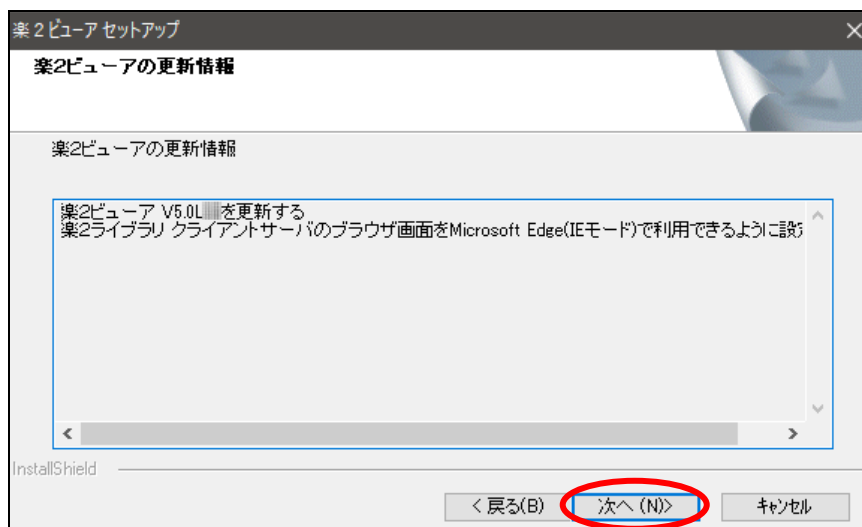 楽２ビューア セットアップ
楽2ビューアの更新情報
楽2ビューアの更新情報
楽2ビューア V5.0L を更新する
楽2ライブラリ クライアントサーバのブラウザ画面をMicrosoft Edge(IEモード)で利用できるように設
InstallShield
< 戻る(B)
次へ (N)>
キャンセル